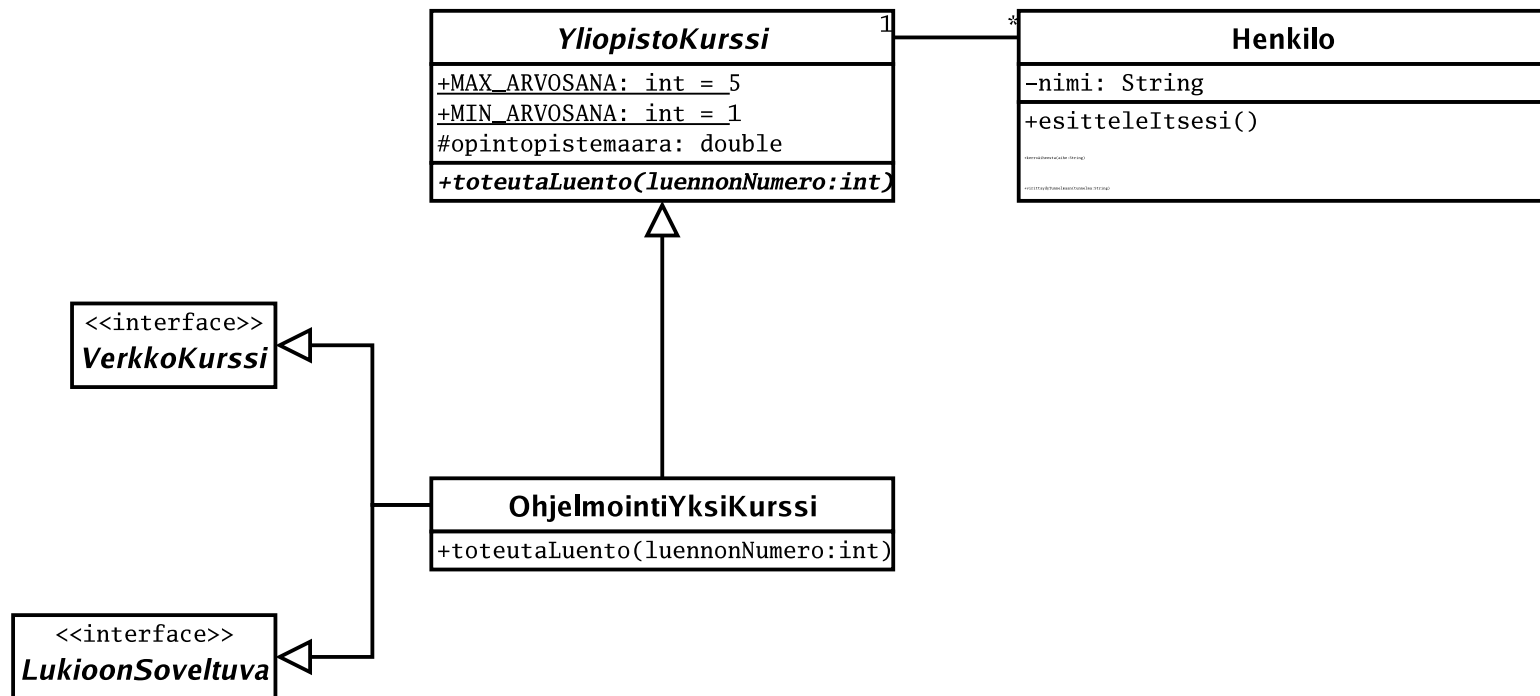 YliopistoKurssi
1
*
+MAX_ARVOSANA: int = 5
+MIN_ARVOSANA: int = 1
#opintopistemaara: double
+toteutaLuento(luennonNumero:int)
Henkilo
-nimi: String
+esitteleItsesi()
<<interface>>
VerkkoKurssi
OhjelmointiYksiKurssi
+toteutaLuento(luennonNumero:int)
<<interface>>
LukioonSoveltuva